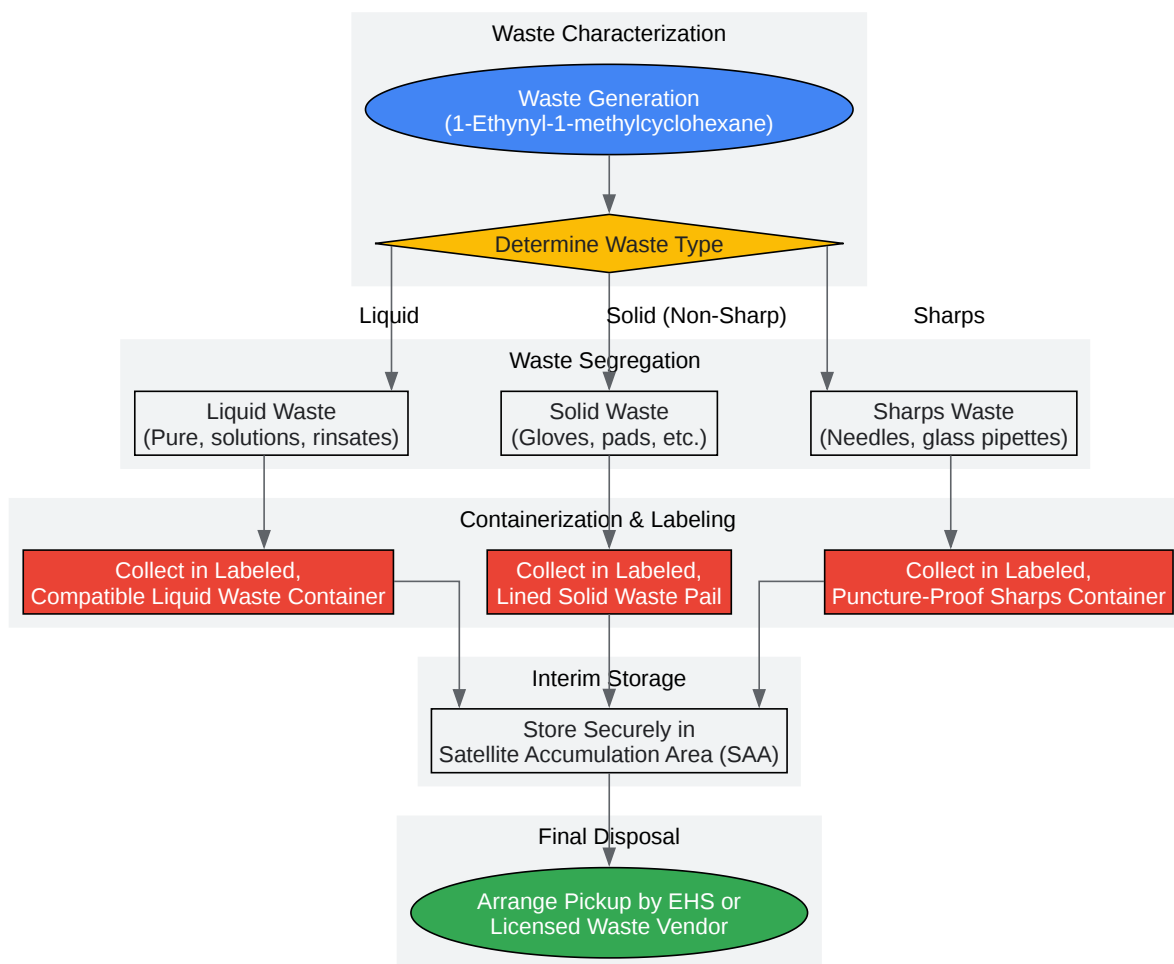 Waste Characterization
Waste Generation
(1-Ethynyl-1-methylcyclohexane)
Determine Waste Type
Liquid
Solid (Non-Sharp)
Sharps
Waste Segregation
Liquid Waste
(Pure, solutions, rinsates)
Solid Waste
(Gloves, pads, etc.)
Sharps Waste
(Needles, glass pipettes)
Containerization & Labeling
Collect in Labeled,
Compatible Liquid Waste Container
Collect in Labeled,
Lined Solid Waste Pail
Collect in Labeled,
Puncture-Proof Sharps Container
Interim Storage
Store Securely in
Satellite Accumulation Area (SAA)
Final Disposal
Arrange Pickup by EHS or
Licensed Waste Vendor